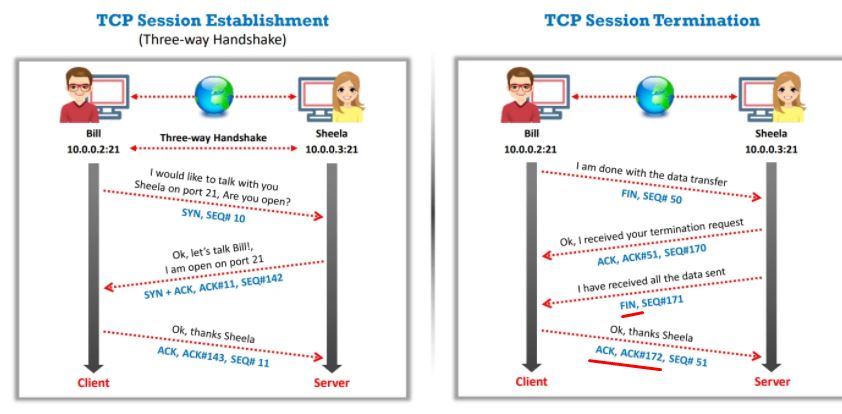 TCP Session Establishment
(Three-way Handshake)
Bill
10.0.0.2:21
Three-way Handshake
Sheela
10.0.0.3:21
I would like to talk with you
Sheela on port 21, Are you open?
SYN, SEQ# 10
Ok, let's talk Bill!,
I am open on port 21
SYN + ACK, ACK#11, SEQ#142
Ok, thanks Sheela
ACK, ACK#143, SEQ# 11
Client
Server
TCP Session Termination
Bill
10.0.0.2:21
Sheela
10.0.0.3:21
I am done with the data transfer
FIN, SEQ# 50
Ok, I received your termination request
ACK, ACK#51, SEQ#170
I have received all the data sent
FIN, SEQ#171
Ok, thanks Sheela
ACK, ACK#172, SEQ# 51
Client
Server